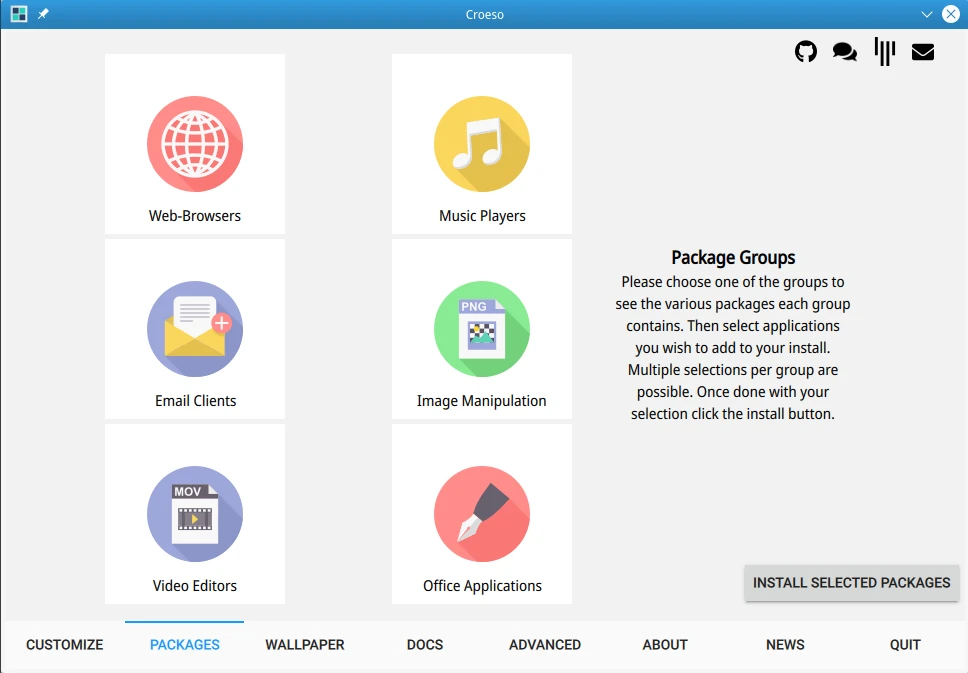 Croeso
Web-Browsers
Music Players
Email Clients
PNG
Image Manipulation
MOV
Video Editors
Office Applications
Package Groups
Please choose one of the groups to
see the various packages each group
contains. Then select applications
you wish to add to your install.
Multiple selections per group are
possible. Once done with your
selection click the install button.
INSTALL SELECTED PACKAGES
CUSTOMIZE
PACKAGES
WALLPAPER
DOCS
ADVANCED
ABOUT
NEWS
QUIT